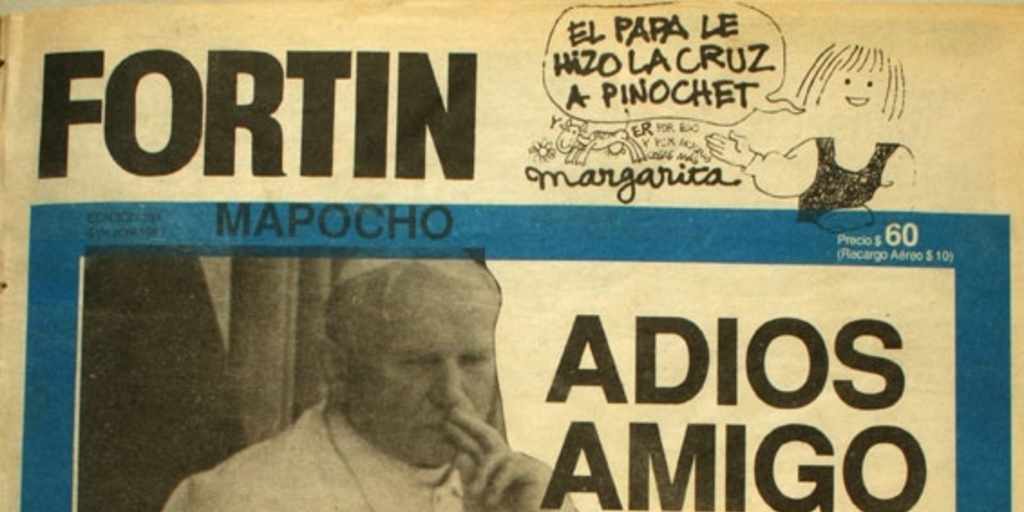 FORTIN
EL PAPA LE
HIZO LA CRUZ
A PINOCHET
margarita
MAPOCHO
Precio $ 60
(Recargo Aéreo $ 10)
ADIOS
AMIGO